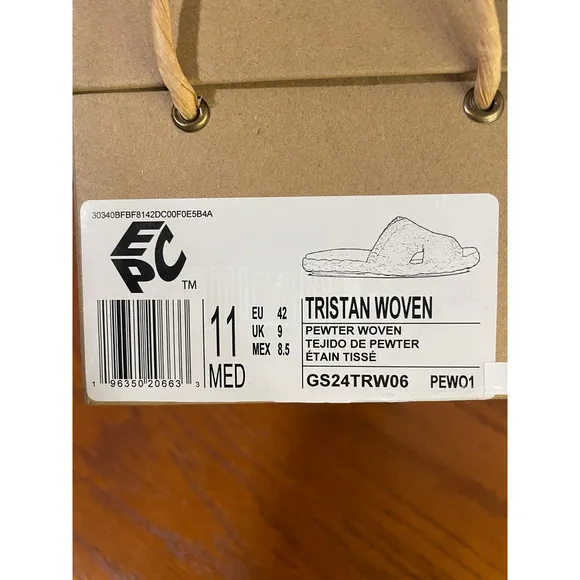 30340BFBF8142DC00F0E5B4A
EPC TM
11
MED
EU 42
UK 9
MEX 8.5
TRISTAN WOVEN
PEWTER WOVEN
TEJIDO DE PEWTER
ÉTAIN TISSÉ
GS24TRW06 PEWO1
1 96350 20663 3